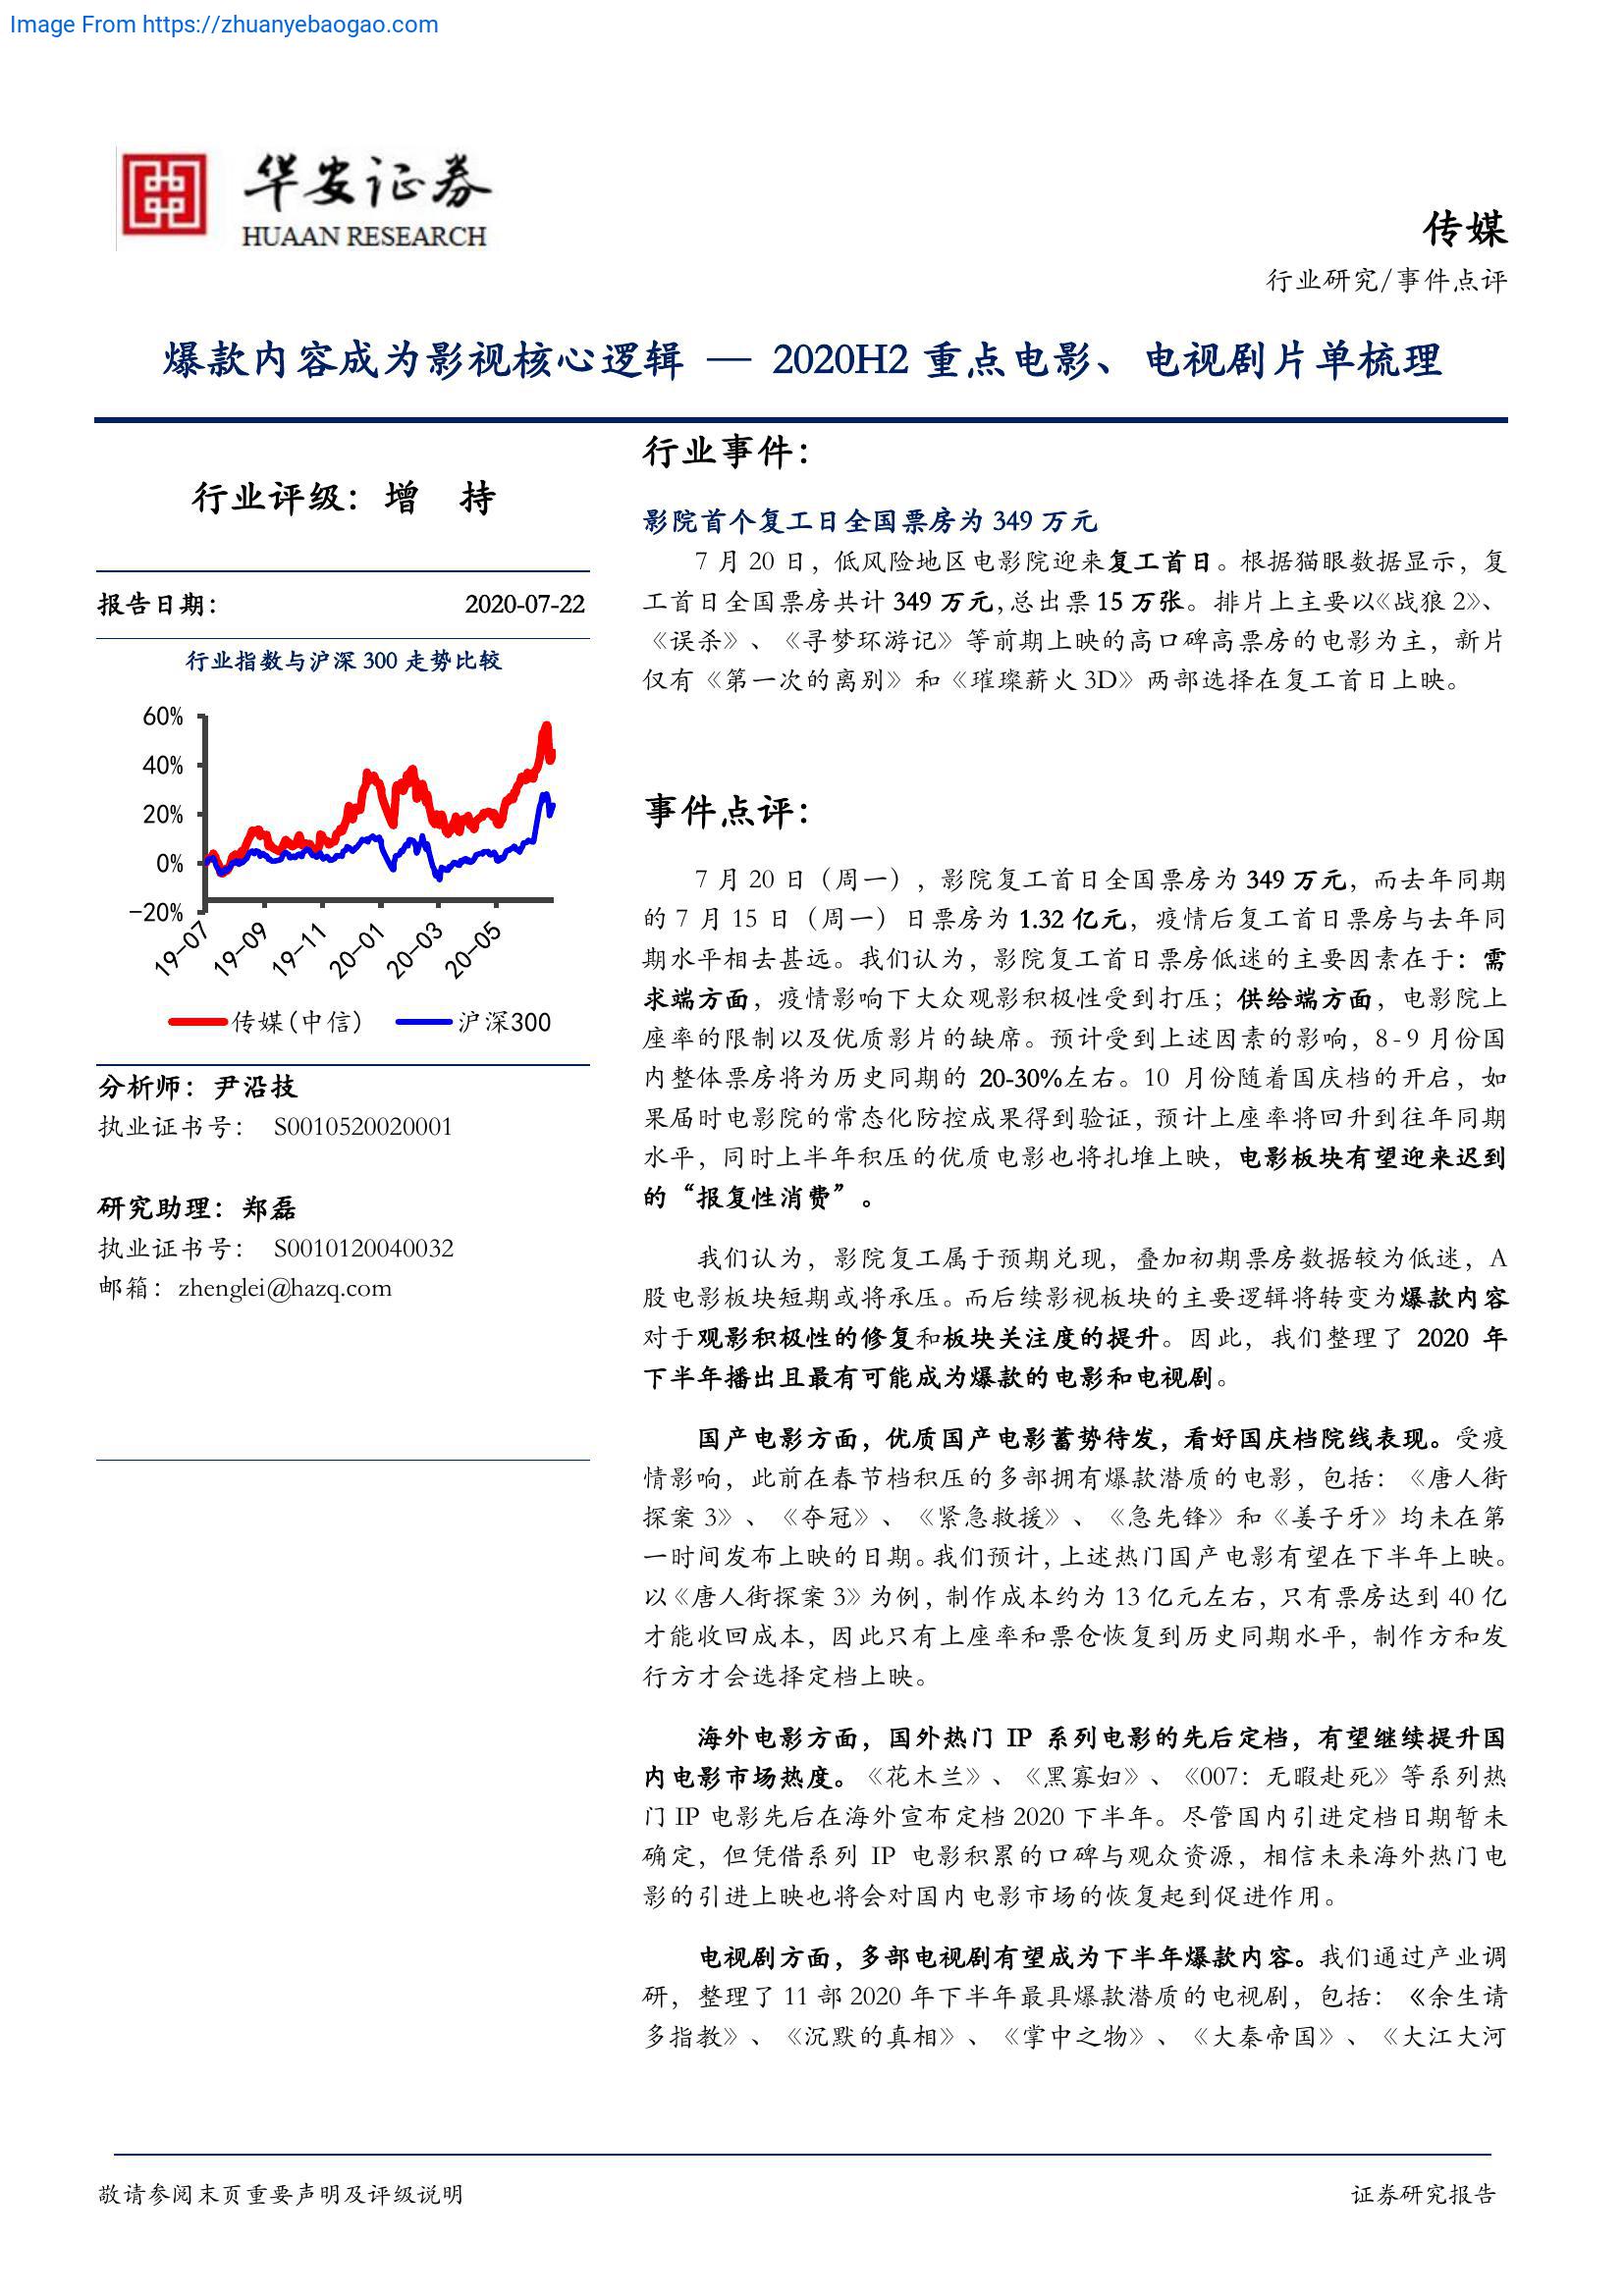 Image From https://zhuanyebaogao.com
华安证券
HUAAN RESEARCH
传媒
行业研究/事件点评
爆款内容成为影视核心逻辑 — 2020H2 重点电影、电视剧片单梳理
行业评级：增 持
报告日期： 2020-07-22
行业指数与沪深 300 走势比较
60%
40%
20%
0%
-20%
19-07 19-09 19-11 20-01 20-03 20-05
传媒(中信) 沪深300
分析师：尹沿技
执业证书号： S0010520020001
研究助理：郑磊
执业证书号： S0010120040032
邮箱：zhenglei@hazq.com
行业事件：
影院首个复工日全国票房为 349 万元
7 月 20 日，低风险地区电影院迎来复工首日。根据猫眼数据显示，复
工首日全国票房共计 349 万元，总出票 15 万张。排片上主要以《战狼 2》、
《误杀》、《寻梦环游记》等前期上映的高口碑高票房的电影为主，新片
仅有《第一次的离别》和《璀璨薪火 3D》两部选择在复工首日上映。
事件点评：
7 月 20 日（周一），影院复工首日全国票房为 349 万元，而去年同期
的 7 月 15 日（周一）日票房为 1.32 亿元，疫情后复工首日票房与去年同
期水平相去甚远。我们认为，影院复工首日票房低迷的主要因素在于：需
求端方面，疫情影响下大众观影积极性受到打压；供给端方面，电影院上
座率的限制以及优质影片的缺席。预计受到上述因素的影响，8-9 月份国
内整体票房将为历史同期的 20-30%左右。10 月份随着国庆档的开启，如
果届时电影院的常态化防控成果得到验证，预计上座率将回升到往年同期
水平，同时上半年积压的优质电影也将扎堆上映，电影板块有望迎来迟到
的“报复性消费”。
我们认为，影院复工属于预期兑现，叠加初期票房数据较为低迷，A
股电影板块短期或将承压。而后续影视板块的主要逻辑将转变为爆款内容
对于观影积极性的修复和板块关注度的提升。因此，我们整理了 2020 年
下半年播出且最有可能成为爆款的电影和电视剧。
国产电影方面，优质国产电影蓄势待发，看好国庆档院线表现。受疫
情影响，此前在春节档积压的多部拥有爆款潜质的电影，包括：《唐人街
探案 3》、《夺冠》、《紧急救援》、《急先锋》和《姜子牙》均未在第
一时间发布上映的日期。我们预计，上述热门国产电影有望在下半年上映。
以《唐人街探案 3》为例，制作成本约为 13 亿元左右，只有票房达到 40 亿
才能收回成本，因此只有上座率和票仓恢复到历史同期水平，制作方和发
行方才会选择定档上映。
海外电影方面，国外热门 IP 系列电影的先后定档，有望继续提升国
内电影市场热度。《花木兰》、《黑寡妇》、《007：无暇赴死》等系列热
门 IP 电影先后在海外宣布定档 2020 下半年。尽管国内引进定档日期暂未
确定，但凭借系列 IP 电影积累的口碑与观众资源，相信未来海外热门电
影的引进上映也将会对国内电影市场的恢复起到促进作用。
电视剧方面，多部电视剧有望成为下半年爆款内容。我们通过产业调
研，整理了 11 部 2020 年下半年最具爆款潜质的电视剧，包括：《余生请
多指教》、《沉默的真相》、《掌中之物》、《大秦帝国》、《大江大河
敬请参阅末页重要声明及评级说明
证券研究报告